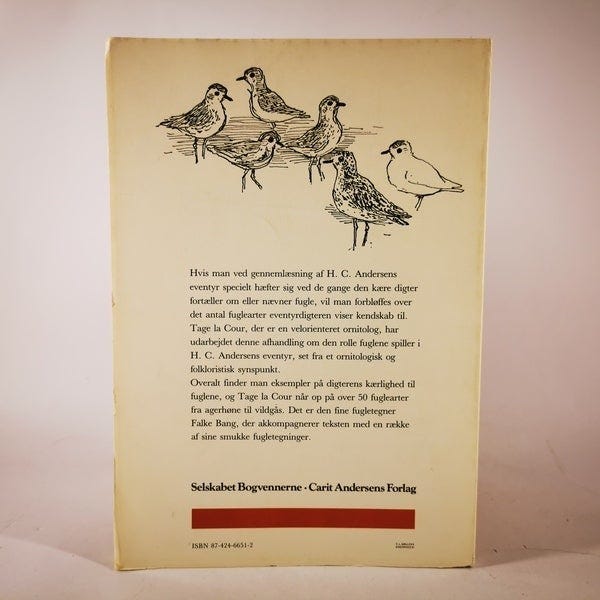 Hvis man ved gennemlæsning af H. C. Andersens
eventyr specielt hæfter sig ved de gange den kære digter
fortæller om eller nævner fugle, vil man forbløffes over
det antal fuglearter eventyrdigteren viser kendskab til.
Tage la Cour, der er en velorienteret ornitolog, har
udarbejdet denne afhandling om den rolle fuglene spiller i
H. C. Andersens eventyr, set fra et ornitologisk og
folkloristisk synspunkt.
Overalt finder man eksempler på digterens kærlighed til
fuglene, og Tage la Cour når op på over 50 fuglearter
fra agerhøne til vildgås. Det er den fine fugletegner
Falke Bang, der akkompagnerer teksten med en række
af sine smukke fugletegninger.
Selskabet Bogvennerne · Carit Andersens Forlag
ISBN 87-424-6651-2